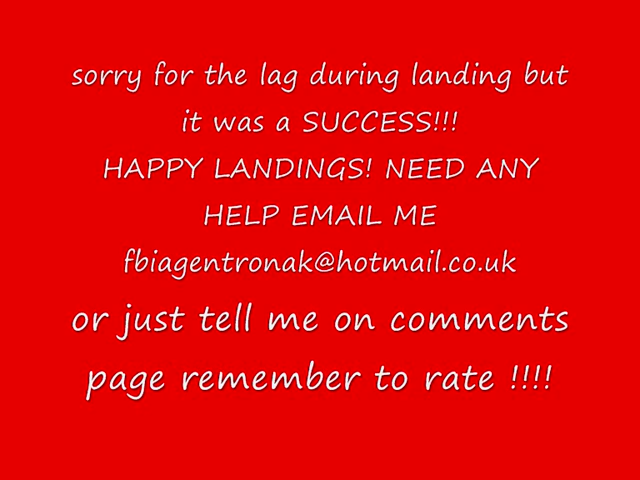 sorry for the lag during landing but
it was a SUCCESS!!!
HAPPY LANDINGS! NEED ANY
HELP EMAIL ME
fbiagentronak@hotmail.co.uk
or just tell me on comments
page remember to rate !!!!